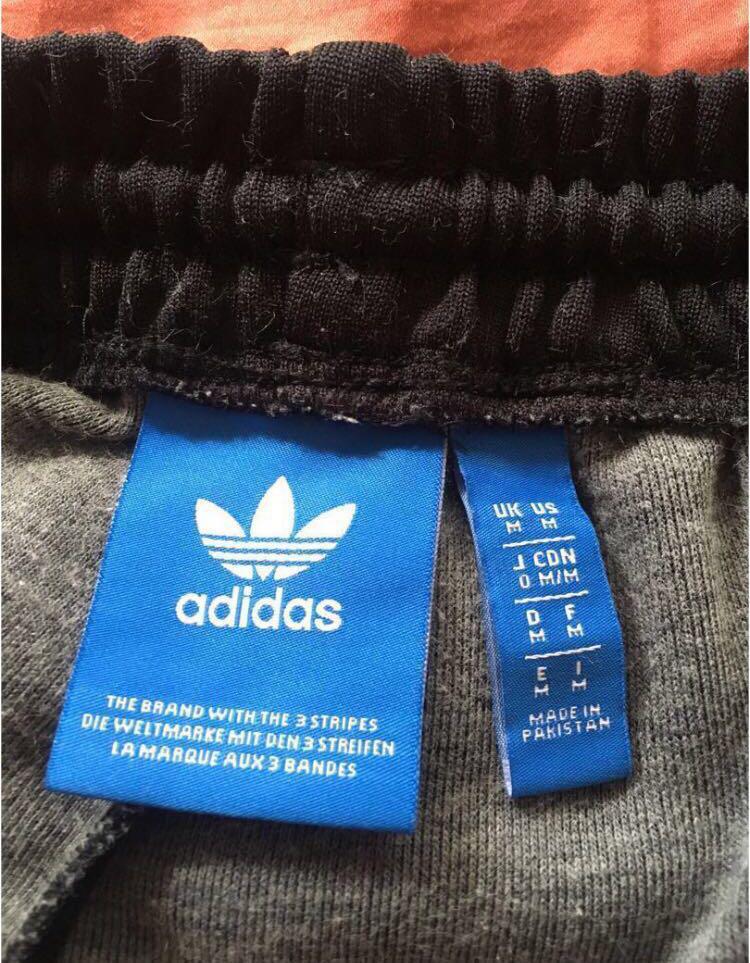 adidas
THE BRAND WITH THE 3 STRIPES
DIE WELTMARKE MIT DEN 3 STREIFEN
LA MARQUE AUX 3 BANDES
UK US
M M
J CDN
O M/M
D F
M M
E I
M M
MADE IN
PAKISTAN